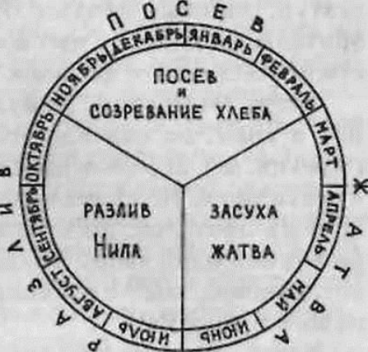 ПОСЕВ
ЖАТВА
РАЗЛИВ
ЯНВАРЬ
ФЕВРАЛЬ
МАРТ
АПРЕЛЬ
МАЙ
ИЮНЬ
ИЮЛЬ
АВГУСТ
СЕНТЯБРЬ
ОКТЯБРЬ
НОЯБРЬ
ДЕКАБРЬ
ПОСЕВ
И
СОЗРЕВАНИЕ ХЛЕБА
РАЗЛИВ
НИЛА
ЗАСУХА
ЖАТВА